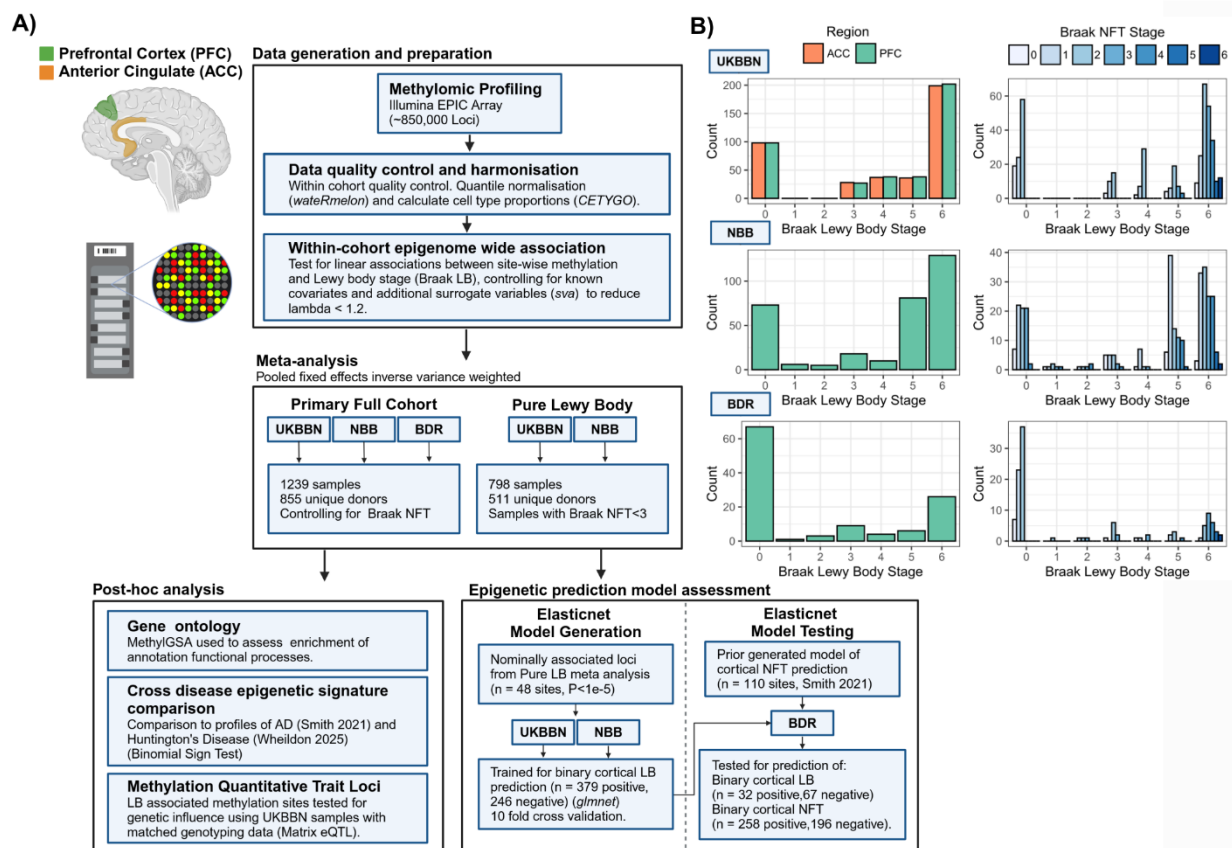 A)
Prefrontal Cortex (PFC)
Anterior Cingulate (ACC)
Data generation and preparation
Methylomic Profiling
Illumina EPIC Array
(~850,000 Loci)
Data quality control and harmonisation
Within cohort quality control. Quantile normalisation
(wateRmelon) and calculate cell type proportions (CETYGO).
Within-cohort epigenome wide association
Test for linear associations between site-wise methylation
and Lewy body stage (Braak LB), controlling for known
covariates and additional surrogate variables (sva) to reduce
lambda < 1.2.
Meta-analysis
Pooled fixed effects inverse variance weighted
Primary Full Cohort
UKBBN NBB BDR
1239 samples
855 unique donors
Controlling for Braak NFT
Pure Lewy Body
UKBBN NBB
798 samples
511 unique donors
Samples with Braak NFT<3
Post-hoc analysis
Gene ontology
MethylGSA used to assess enrichment of
annotation functional processes.
Cross disease epigenetic signature
comparison
Comparison to profiles of AD (Smith 2021) and
Huntington's Disease (Wheildon 2025)
(Binomial Sign Test)
Methylation Quantitative Trait Loci
LB associated methylation sites tested for
genetic influence using UKBBN samples with
matched genotyping data (Matrix eQTL).
Epigenetic prediction model assessment
Elasticnet
Model Generation
Nominally associated loci
from Pure LB meta analysis
(n = 48 sites, P<1e-5)
UKBBN NBB
Trained for binary cortical LB
prediction (n = 379 positive,
246 negative) (glmnet)
10 fold cross validation.
Elasticnet
Model Testing
Prior generated model of
cortical NFT prediction
(n = 110 sites, Smith 2021)
BDR
Tested for prediction of:
Binary cortical LB
(n = 32 positive,67 negative)
Binary cortical NFT
(n = 258 positive,196 negative).
B)
Region
ACC PFC
Braak NFT Stage
0 1 2 3 4 5 6
UKBBN
Count
200
150
100
50
0
0 1 2 3 4 5 6
Braak Lewy Body Stage
Count
60
40
20
0
0 1 2 3 4 5 6
Braak Lewy Body Stage
NBB
Count
100
50
0
0 1 2 3 4 5 6
Braak Lewy Body Stage
Count
40
30
20
10
0
0 1 2 3 4 5 6
Braak Lewy Body Stage
BDR
Count
60
40
20
0
0 1 2 3 4 5 6
Braak Lewy Body Stage
Count
30
20
10
0
0 1 2 3 4 5 6
Braak Lewy Body Stage